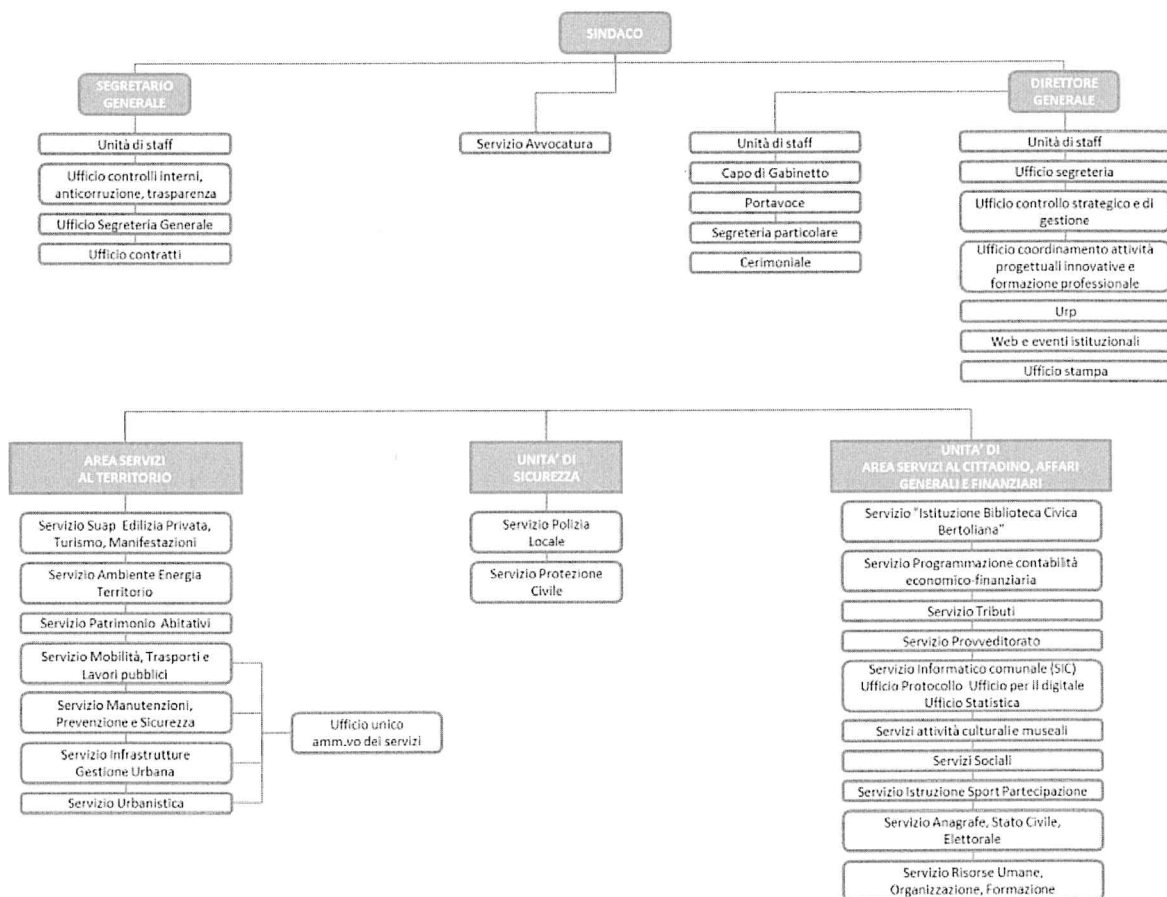 SINDACO
SEGRETARIO
GENERALE
Unità di staff
Ufficio controlli interni,
anticorruzione, trasparenza
Ufficio Segreteria Generale
Ufficio contratti
Servizio Avvocatura
DIRETTORE
GENERALE
Unità di staff
Capo di Gabinetto
Portavoce
Segreteria particolare
Cerimoniale
Unità di staff
Ufficio segreteria
Ufficio controllo strategico e di
gestione
Ufficio coordinamento attività
progettuali innovative e
formazione professionale
Urp
Web e eventi istituzionali
Ufficio stampa
AREA SERVIZI
AL TERRITORIO
Servizio Suap Edilizia Privata,
Turismo, Manifestazioni
Servizio Ambiente Energia
Territorio
Servizio Patrimonio Abitativi
Servizio Mobilità, Trasporti e
Lavori pubblici
Servizio Manutenzioni,
Prevenzione e Sicurezza
Servizio Infrastrutture
Gestione Urbana
Servizio Urbanistica
Ufficio unico
amm.vo dei servizi
UNITA' DI
SICUREZZA
Servizio Polizia
Locale
Servizio Protezione
Civile
UNITA' DI
AREA SERVIZI AL CITTADINO, AFFARI
GENERALI E FINANZIARI
Servizio "Istituzione Biblioteca Civica
Bertoliana"
Servizio Programmazione contabilità
economico-finanziaria
Servizio Tributi
Servizio Provveditorato
Servizio Informatico comunale (SIC)
Ufficio Protocollo Ufficio per il digitale
Ufficio Statistica
Servizi attività culturali e museali
Servizi Sociali
Servizio Istruzione Sport Partecipazione
Servizio Anagrafe, Stato Civile,
Elettorale
Servizio Risorse Umane,
Organizzazione, Formazione